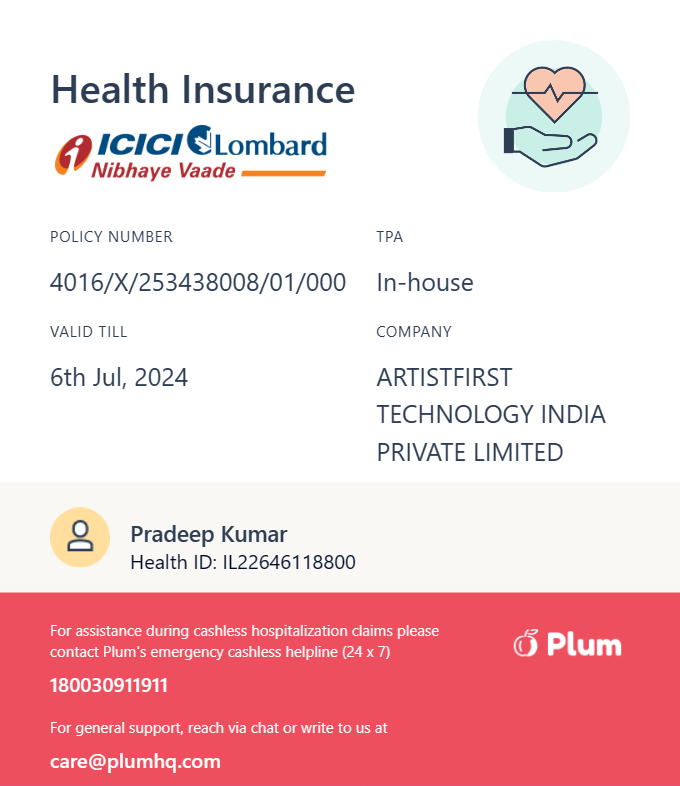 Health Insurance
ICICI Lombard
Nibhaye Vaade
POLICY NUMBER
4016/X/253438008/01/000
TPA
In-house
VALID TILL
6th Jul, 2024
COMPANY
ARTISTFIRST
TECHNOLOGY INDIA
PRIVATE LIMITED
Pradeep Kumar
Health ID: IL22646118800
For assistance during cashless hospitalization claims please
contact Plum's emergency cashless helpline (24 x 7)
180030911911
For general support, reach via chat or write to us at
care@plumhq.com
Plum